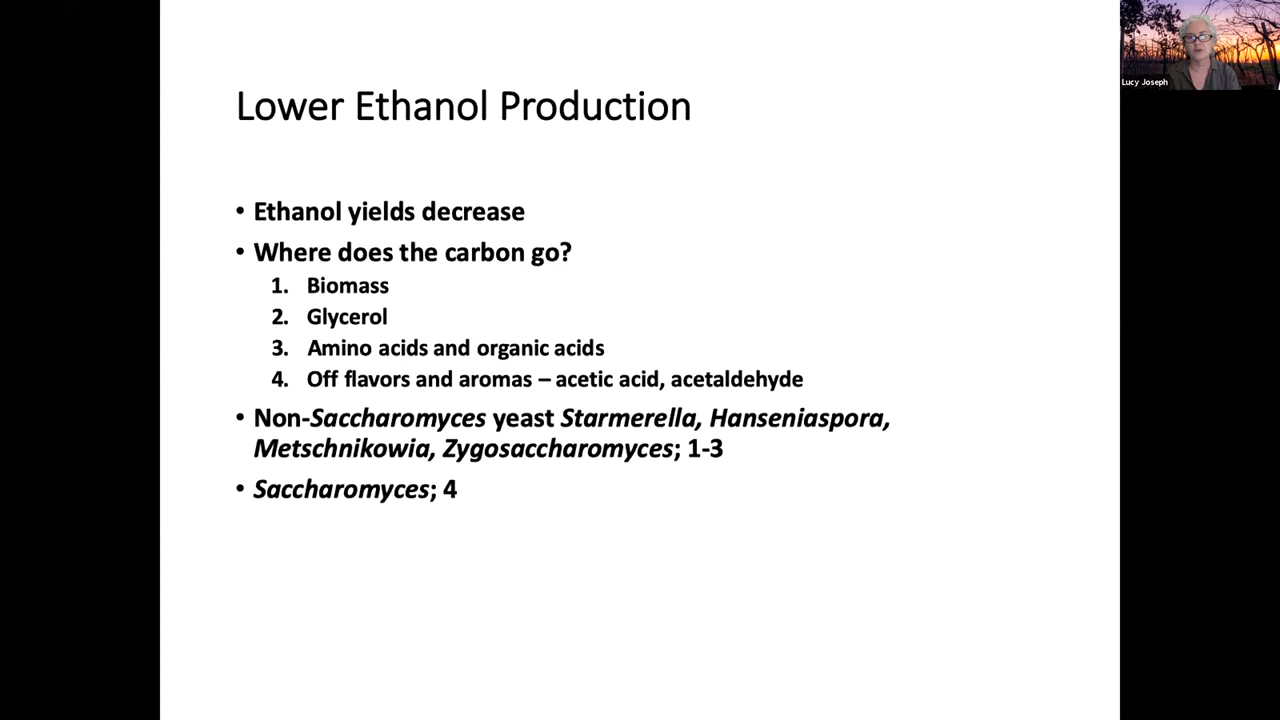 Lower Ethanol Production
• Ethanol yields decrease
• Where does the carbon go?
1. Biomass
2. Glycerol
3. Amino acids and organic acids
4. Off flavors and aromas – acetic acid, acetaldehyde
• Non-Saccharomyces yeast Starmerella, Hanseniaspora,
Metschnikowia, Zygosaccharomyces; 1-3
• Saccharomyces; 4
Lucy Joseph